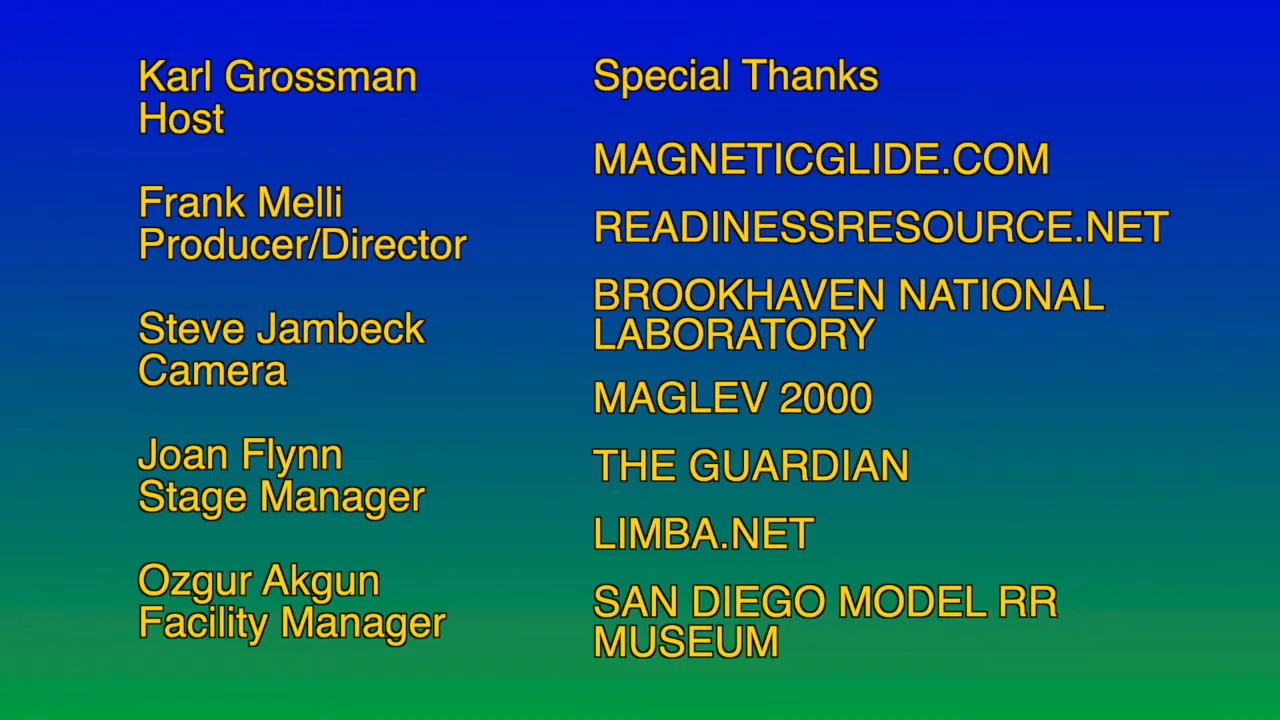 Karl Grossman
Host
Frank Melli
Producer/Director
Steve Jambeck
Camera
Joan Flynn
Stage Manager
Ozgur Akgun
Facility Manager
Special Thanks
MAGNETICGLIDE.COM
READINESSRESOURCE.NET
BROOKHAVEN NATIONAL
LABORATORY
MAGLEV 2000
THE GUARDIAN
LIMBA.NET
SAN DIEGO MODEL RR
MUSEUM